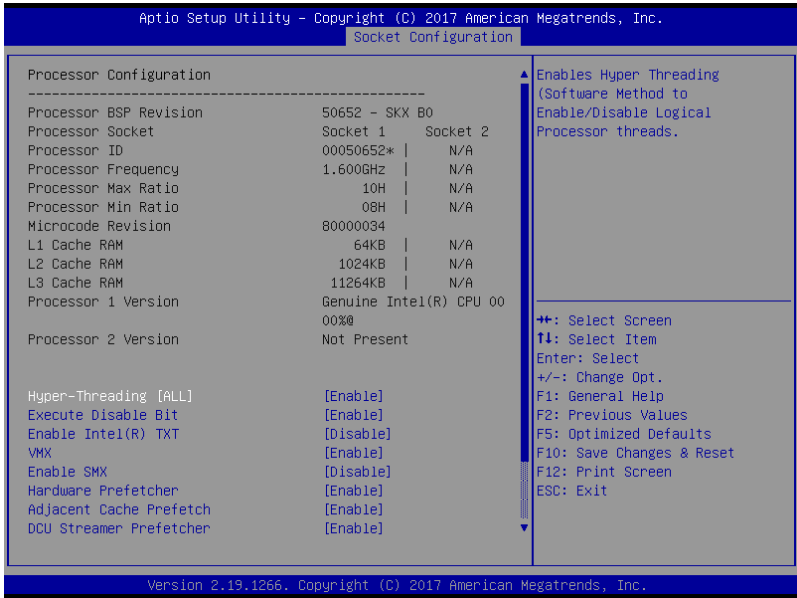 Aptio Setup Utility – Copyright (C) 2017 American Megatrends, Inc.
Socket Configuration
Processor Configuration
--------------------------------------------------
Processor BSP Revision 50652 – SKX B0
Processor Socket Socket 1 Socket 2
Processor ID 00050652* | N/A
Processor Frequency 1.600GHz | N/A
Processor Max Ratio 10H | N/A
Processor Min Ratio 08H | N/A
Microcode Revision 80000034
L1 Cache RAM 64KB | N/A
L2 Cache RAM 1024KB | N/A
L3 Cache RAM 11264KB | N/A
Processor 1 Version Genuine Intel(R) CPU 00
00%@
Processor 2 Version Not Present
Hyper-Threading [ALL] [Enable]
Execute Disable Bit [Enable]
Enable Intel(R) TXT [Disable]
VMX [Enable]
Enable SMX [Disable]
Hardware Prefetcher [Enable]
Adjacent Cache Prefetch [Enable]
DCU Streamer Prefetcher [Enable]
Enables Hyper Threading
(Software Method to
Enable/Disable Logical
Processor threads.
→←: Select Screen
↑↓: Select Item
Enter: Select
+/-: Change Opt.
F1: General Help
F2: Previous Values
F5: Optimized Defaults
F10: Save Changes & Reset
F12: Print Screen
ESC: Exit
Version 2.19.1266. Copyright (C) 2017 American Megatrends, Inc.